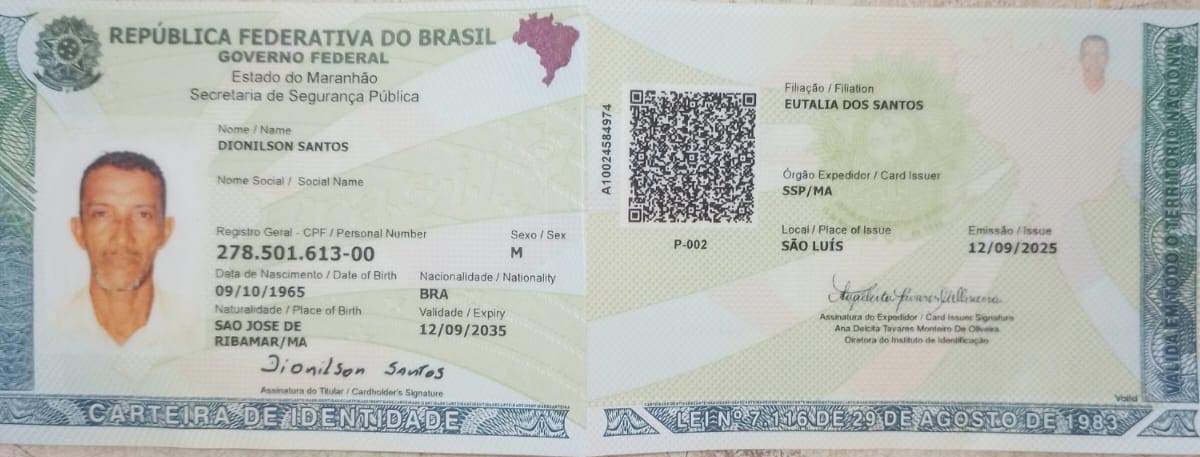 REPÚBLICA FEDERATIVA DO BRASIL
GOVERNO FEDERAL
Estado do Maranhão
Secretaria de Segurança Pública
Nome / Name
DIONILSON SANTOS
Nome Social / Social Name
Registro Geral - CPF / Personal Number
278.501.613-00
Sexo / Sex
M
Data de Nascimento / Date of Birth
09/10/1965
Nacionalidade / Nationality
BRA
Naturalidade / Place of Birth
SAO JOSE DE
RIBAMAR/MA
Validade / Expiry
12/09/2035
Dionilson Santos
Assinatura do Titular / Cardholder's Signature
CARTEIRA DE IDENTIDADE
A10024584974
P-002
Filiação / Filiation
EUTALIA DOS SANTOS
Órgão Expedidor / Card Issuer
SSP/MA
Local / Place of Issue
SÃO LUÍS
Emissão / Issue
12/09/2025
Assinatura do Expedidor / Card Issuer Signature
Ana Delcita Tavares Monteiro De Oliveira
Diretora do Instituto de Identificação
Valid
LEI Nº 7.116 DE 29 DE AGOSTO DE 1983
VALIDA EM TODO O TERRITÓRIO NACIONAL